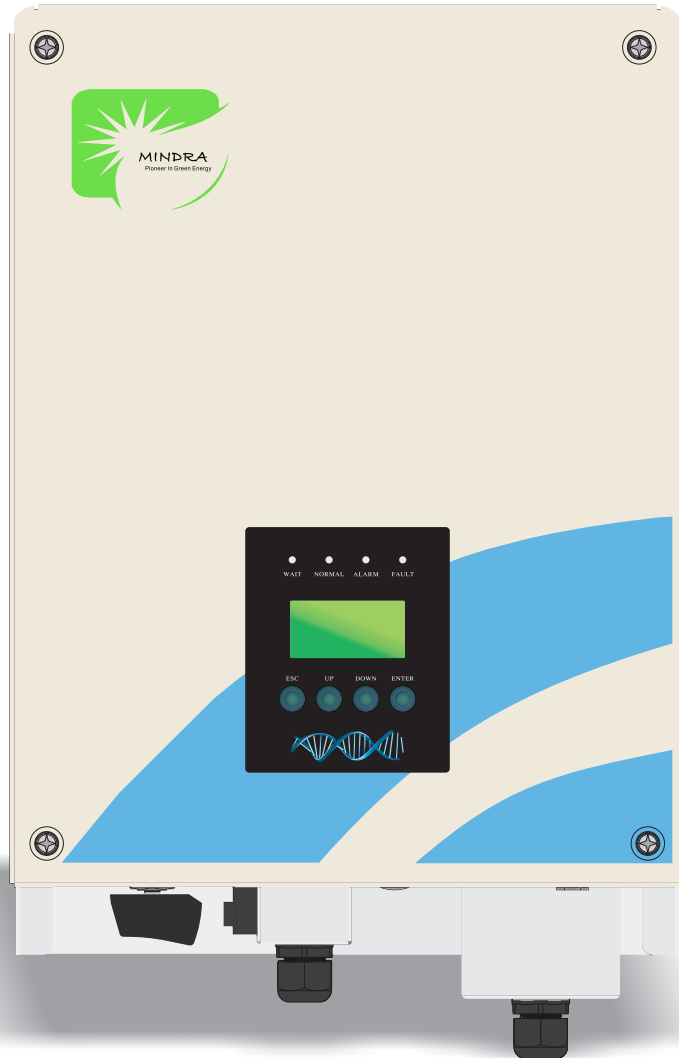 MINDRA
Pioneer In Green Energy
WAIT NORMAL ALARM FAULT
ESC UP DOWN ENTER